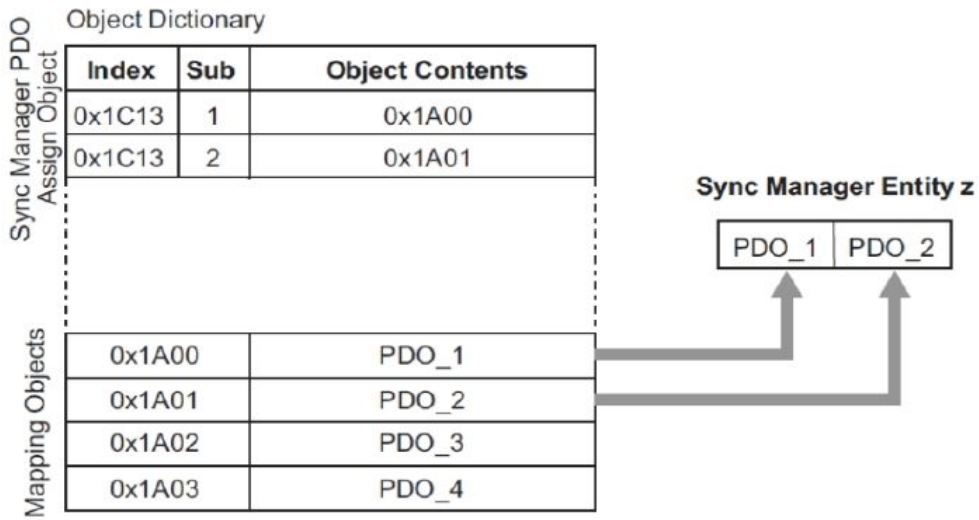 Object Dictionary
Sync Manager PDO
Assign Object
Index Sub Object Contents
0x1C13 1 0x1A00
0x1C13 2 0x1A01
Sync Manager Entity z
PDO_1 PDO_2
Mapping Objects
0x1A00 PDO_1
0x1A01 PDO_2
0x1A02 PDO_3
0x1A03 PDO_4